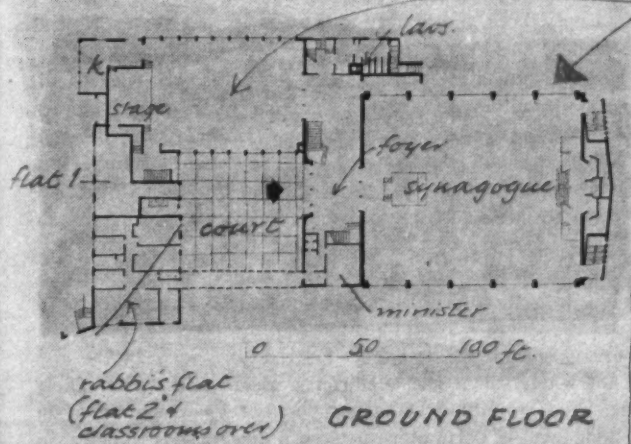 lavs.
K
stage
foyer
flat 1
synagogue
court
minister
0 50 100 ft.
rabbi's flat
(flat 2 &
classrooms over)
GROUND FLOOR